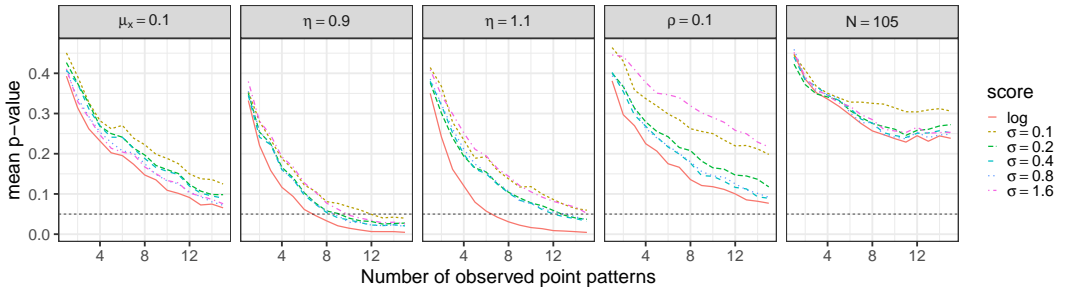 μx = 0.1
η = 0.9
η = 1.1
ρ = 0.1
N = 105
mean p−value
0.4
0.3
0.2
0.1
0.0
4 8 12
4 8 12
4 8 12
4 8 12
4 8 12
Number of observed point patterns
score
log
σ = 0.1
σ = 0.2
σ = 0.4
σ = 0.8
σ = 1.6